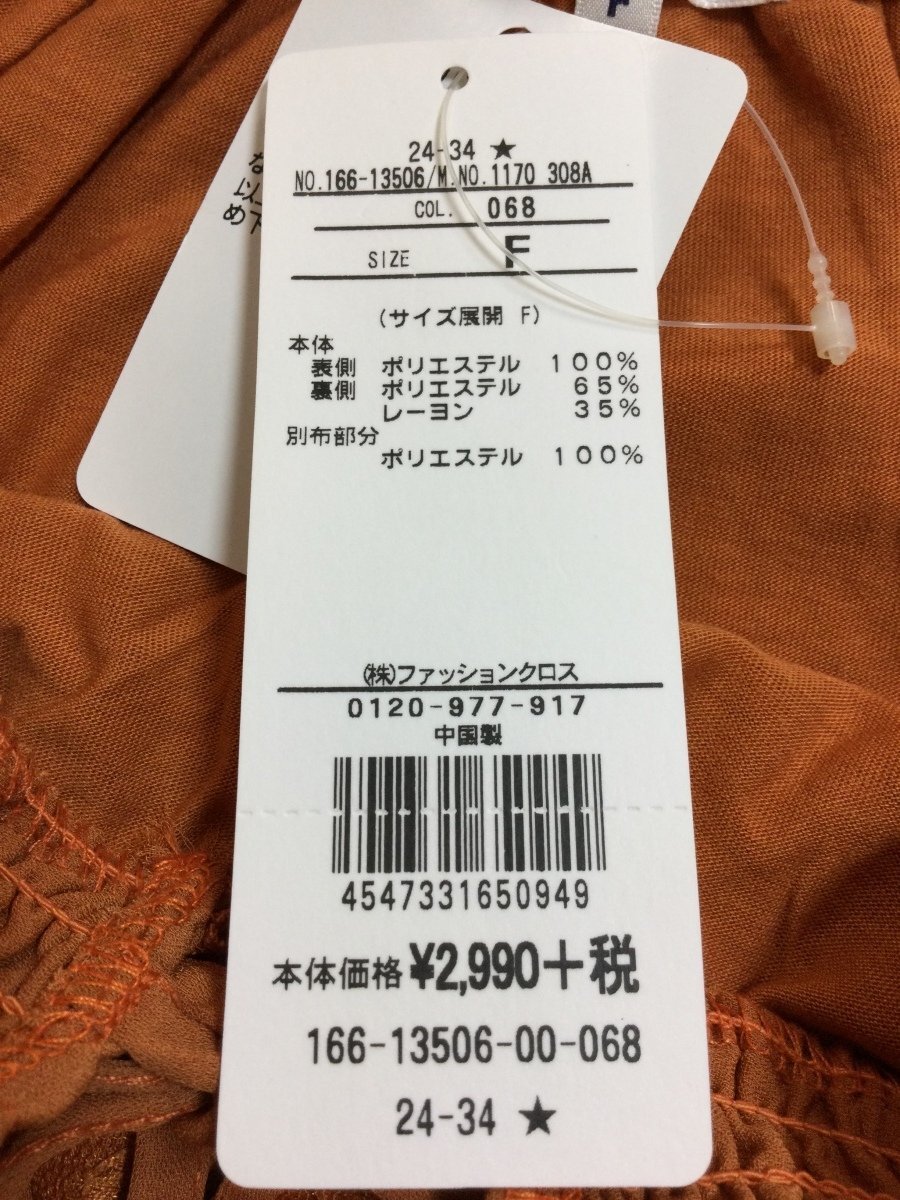 24-34 ★
NO.166-13506/M.NO.1170 308A
COL. 068
SIZE F
(サイズ展開 F)
本体
表側 ポリエステル 100%
裏側 ポリエステル 65%
レーヨン 35%
別布部分
ポリエステル 100%
(株)ファッションクロス
0120-977-917
中国製
4547331650949
本体価格 ¥2,990+税
166-13506-00-068
24-34 ★
な
以
め